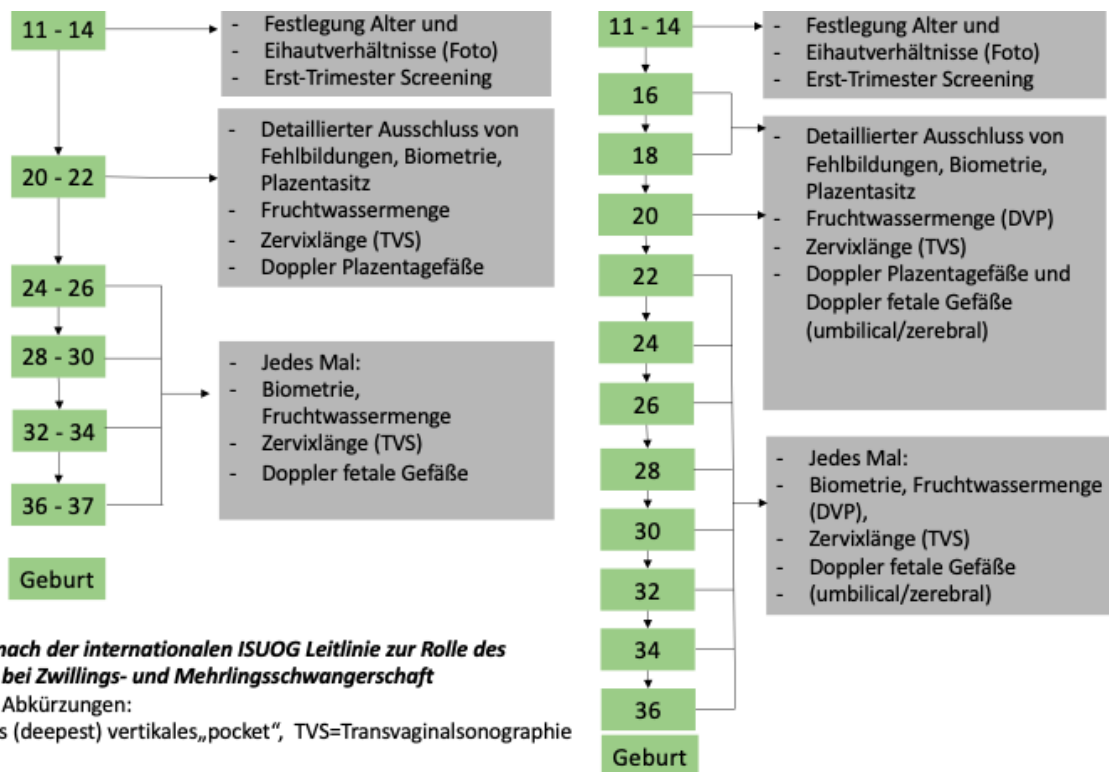 11 - 14
- Festlegung Alter und
- Eihautverhältnisse (Foto)
- Erst-Trimester Screening
20 - 22
- Detaillierter Ausschluss von
Fehlbildungen, Biometrie,
Plazentasitz
- Fruchtwassermenge
- Zervixlänge (TVS)
- Doppler Plazentagefäße
24 - 26
28 - 30
32 - 34
36 - 37
- Jedes Mal:
- Biometrie,
Fruchtwassermenge
- Zervixlänge (TVS)
- Doppler fetale Gefäße
Geburt
nach der internationalen ISUOG Leitlinie zur Rolle des
bei Zwillings- und Mehrlingsschwangerschaft
Abkürzungen:
s (deepest) vertikales„pocket“, TVS=Transvaginalsonographie
11 - 14
- Festlegung Alter und
- Eihautverhältnisse (Foto)
- Erst-Trimester Screening
16
18
20
- Detaillierter Ausschluss von
Fehlbildungen, Biometrie,
Plazentasitz
- Fruchtwassermenge (DVP)
- Zervixlänge (TVS)
- Doppler Plazentagefäße und
Doppler fetale Gefäße
(umbilical/zerebral)
22
24
26
28
30
32
34
36
- Jedes Mal:
- Biometrie, Fruchtwassermenge
(DVP),
- Zervixlänge (TVS)
- Doppler fetale Gefäße
- (umbilical/zerebral)
Geburt